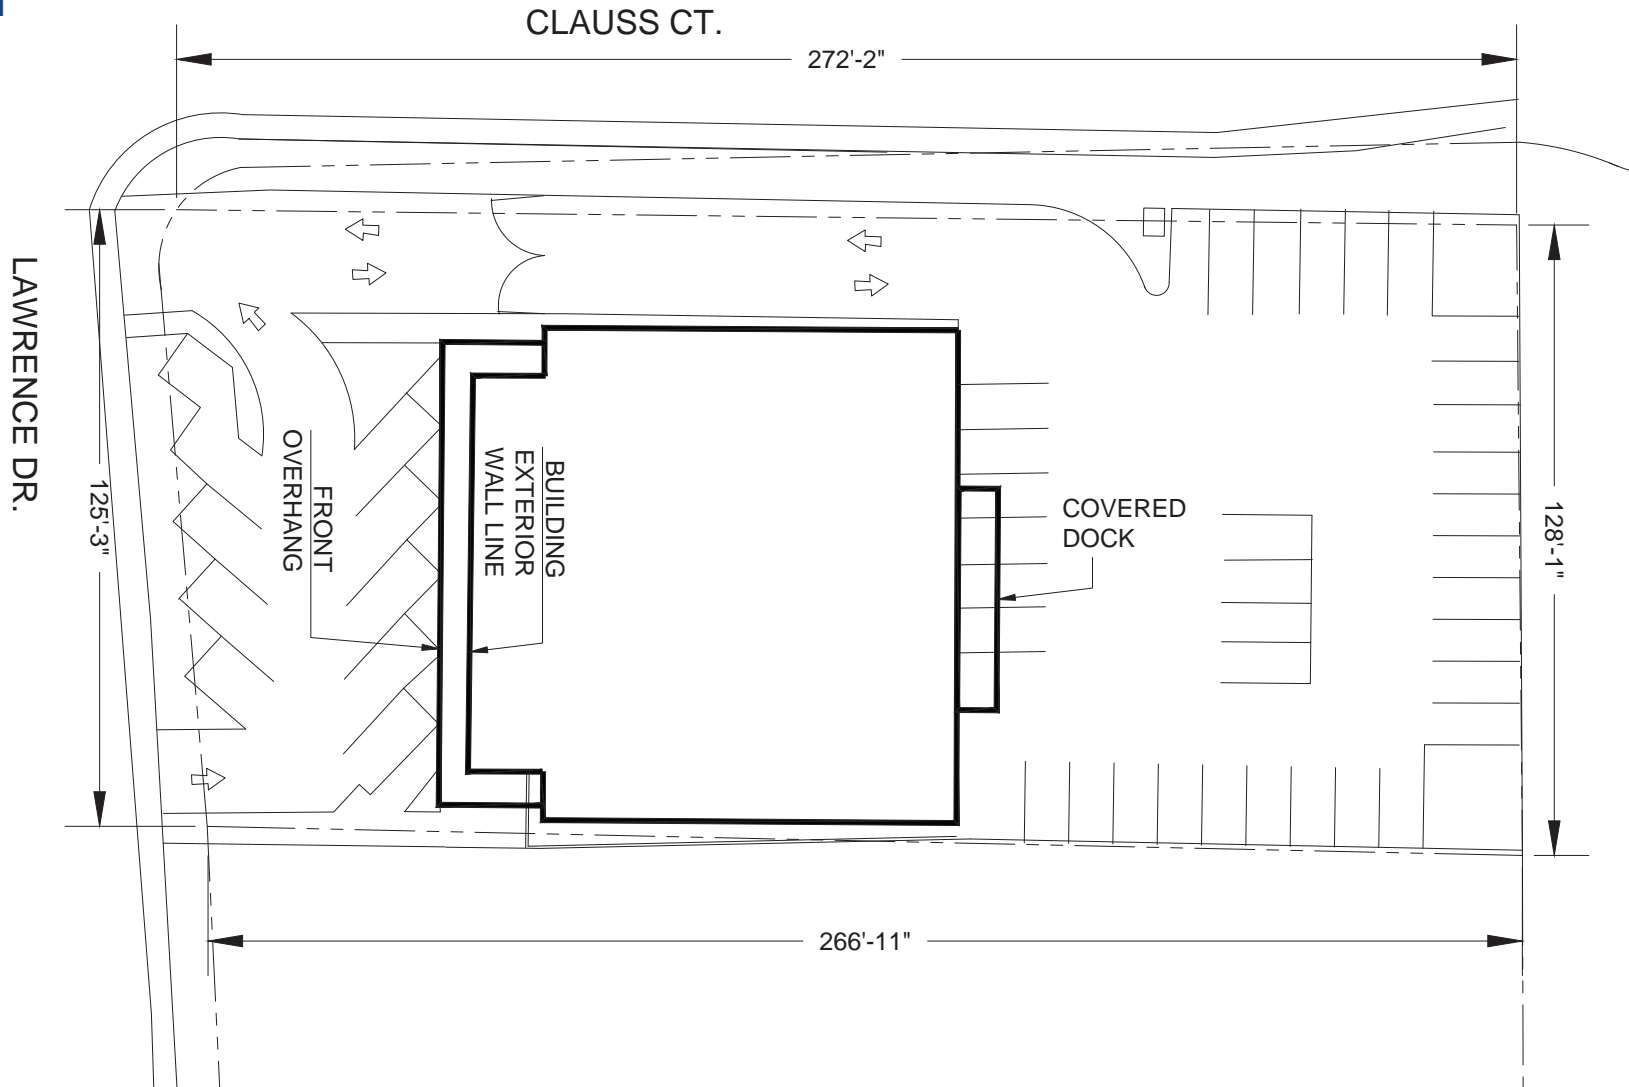 CLAUSS CT.
272'-2"
LAWRENCE DR.
125'-3"
FRONT
OVERHANG
BUILDING
EXTERIOR
WALL LINE
COVERED
DOCK
128'-1"
266'-11"